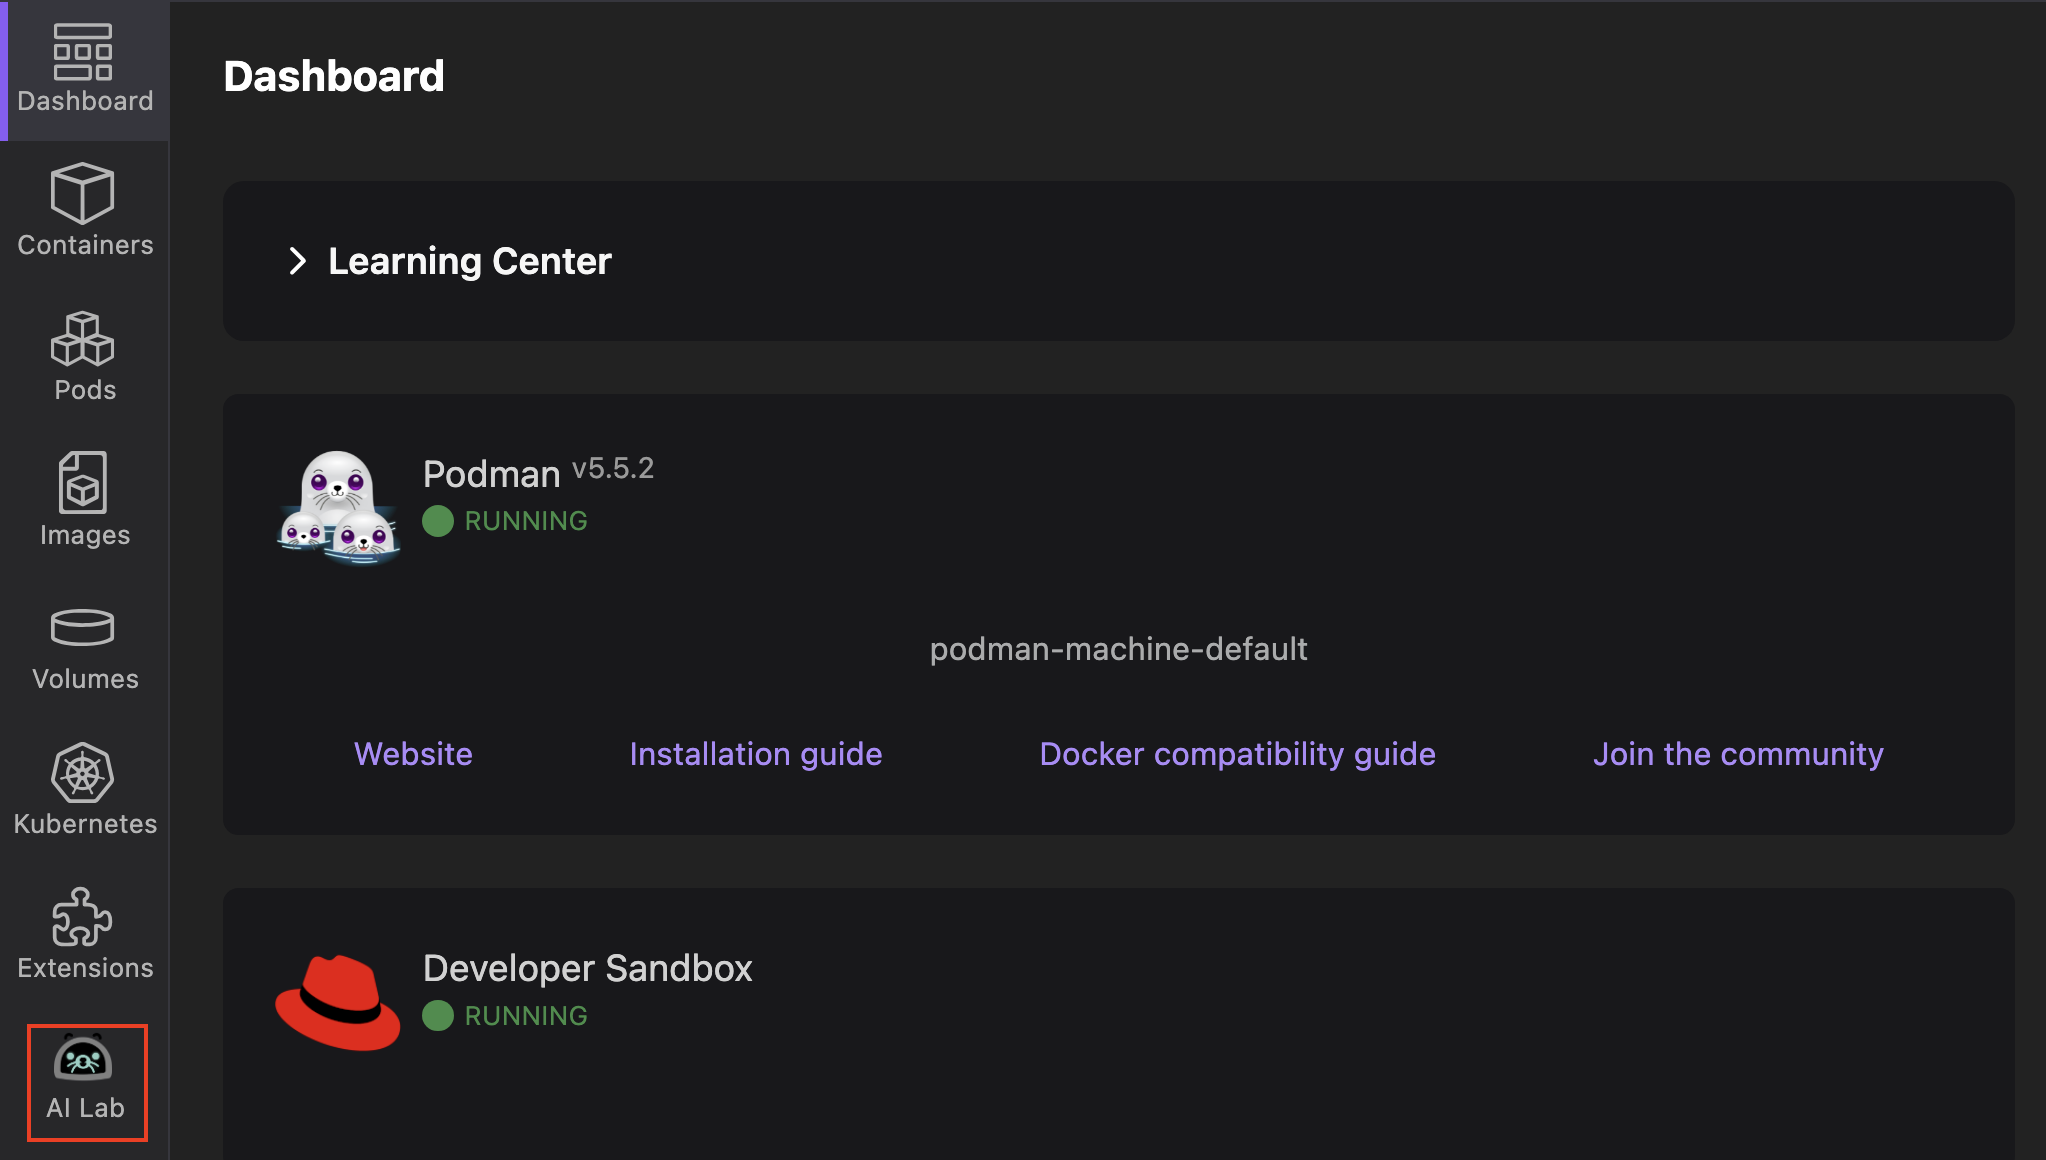 Dashboard
Containers
Pods
Images
Volumes
Kubernetes
Extensions
AI Lab
Dashboard
Learning Center
Podman v5.5.2
RUNNING
podman-machine-default
Website Installation guide Docker compatibility guide Join the community
Developer Sandbox
RUNNING